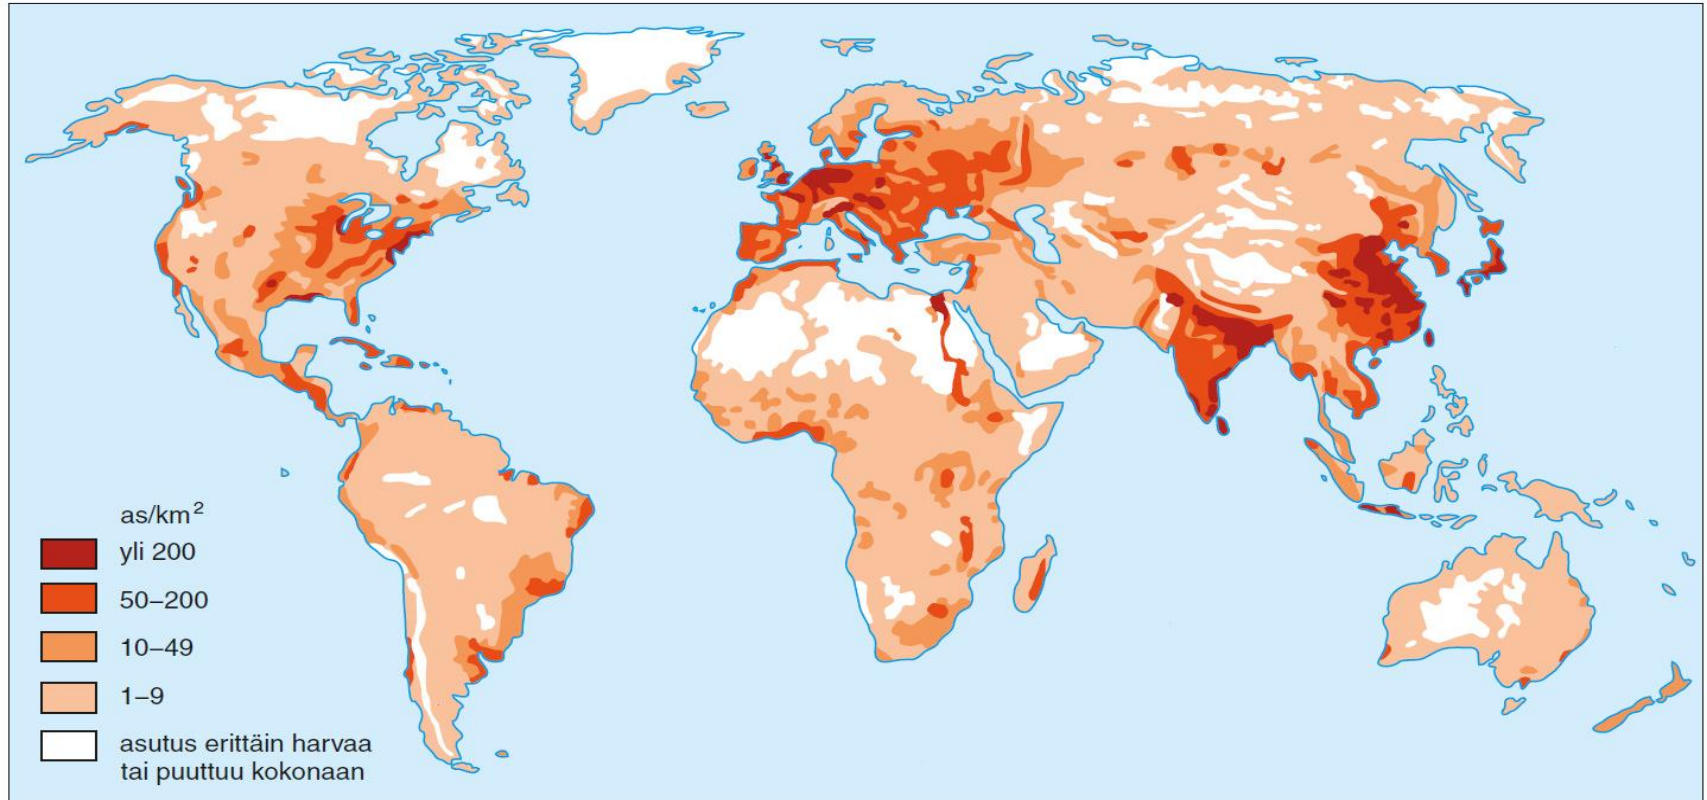 as/km²
yli 200
50–200
10–49
1–9
asutus erittäin harvaa
tai puuttuu kokonaan